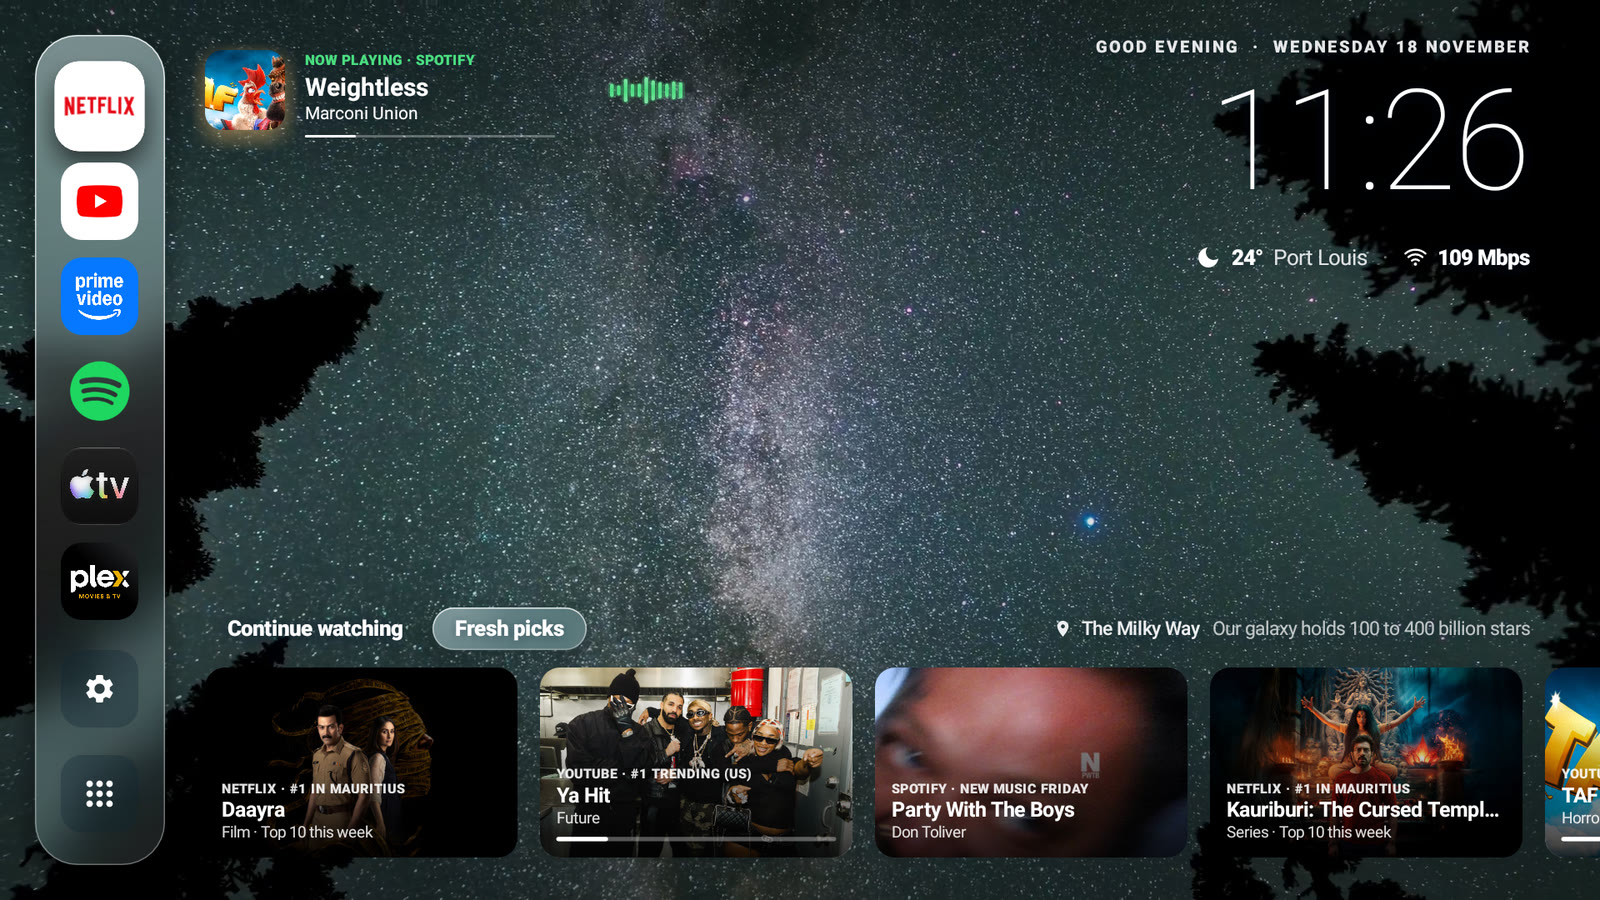 NETFLIX
prime
video
tv
plex
MOVIES & TV
NOW PLAYING · SPOTIFY
Weightless
Marconi Union
GOOD EVENING · WEDNESDAY 18 NOVEMBER
11:26
24° Port Louis · 109 Mbps
Continue watching
Fresh picks
The Milky Way Our galaxy holds 100 to 400 billion stars
NETFLIX · #1 IN MAURITIUS
Daayra
Film · Top 10 this week
YOUTUBE · #1 TRENDING (US)
Ya Hit
Future
N
PWTB
SPOTIFY · NEW MUSIC FRIDAY
Party With The Boys
Don Toliver
NETFLIX · #1 IN MAURITIUS
Kauriburi: The Cursed Templ...
Series · Top 10 this week
T
YOUTU
TAF
Horro